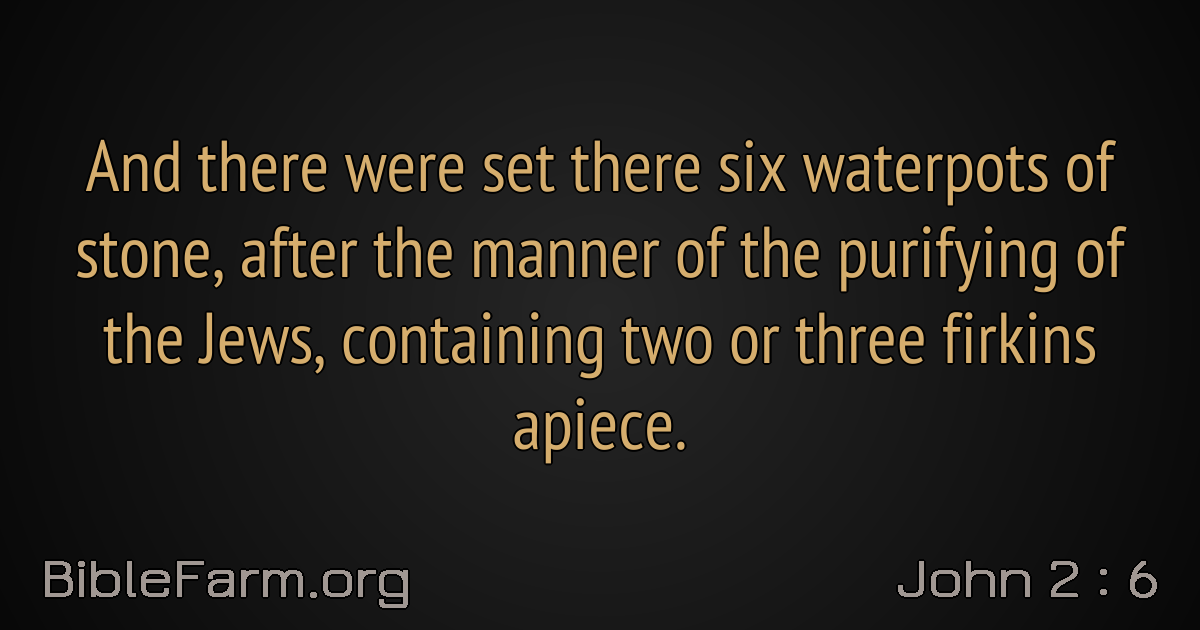 And there were set there six waterpots of
stone, after the manner of the purifying of
the Jews, containing two or three firkins
apiece.
BibleFarm.org
John 2 : 6